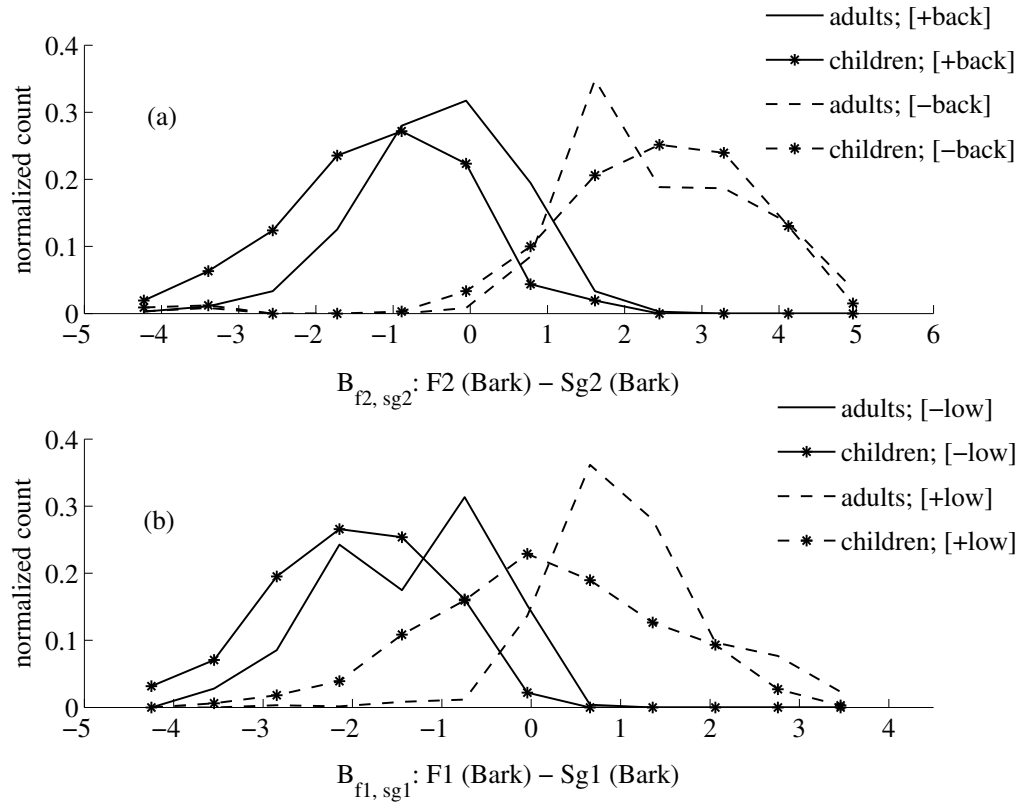 adults; [+back]
children; [+back]
adults; [−back]
children; [−back]
0.4
0.3
0.2
0.1
0
normalized count
(a)
−5 −4 −3 −2 −1 0 1 2 3 4 5 6
B_{f2, sg2}: F2 (Bark) − Sg2 (Bark)
adults; [−low]
children; [−low]
adults; [+low]
children; [+low]
0.4
0.3
0.2
0.1
0
normalized count
(b)
−5 −4 −3 −2 −1 0 1 2 3 4
B_{f1, sg1}: F1 (Bark) − Sg1 (Bark)